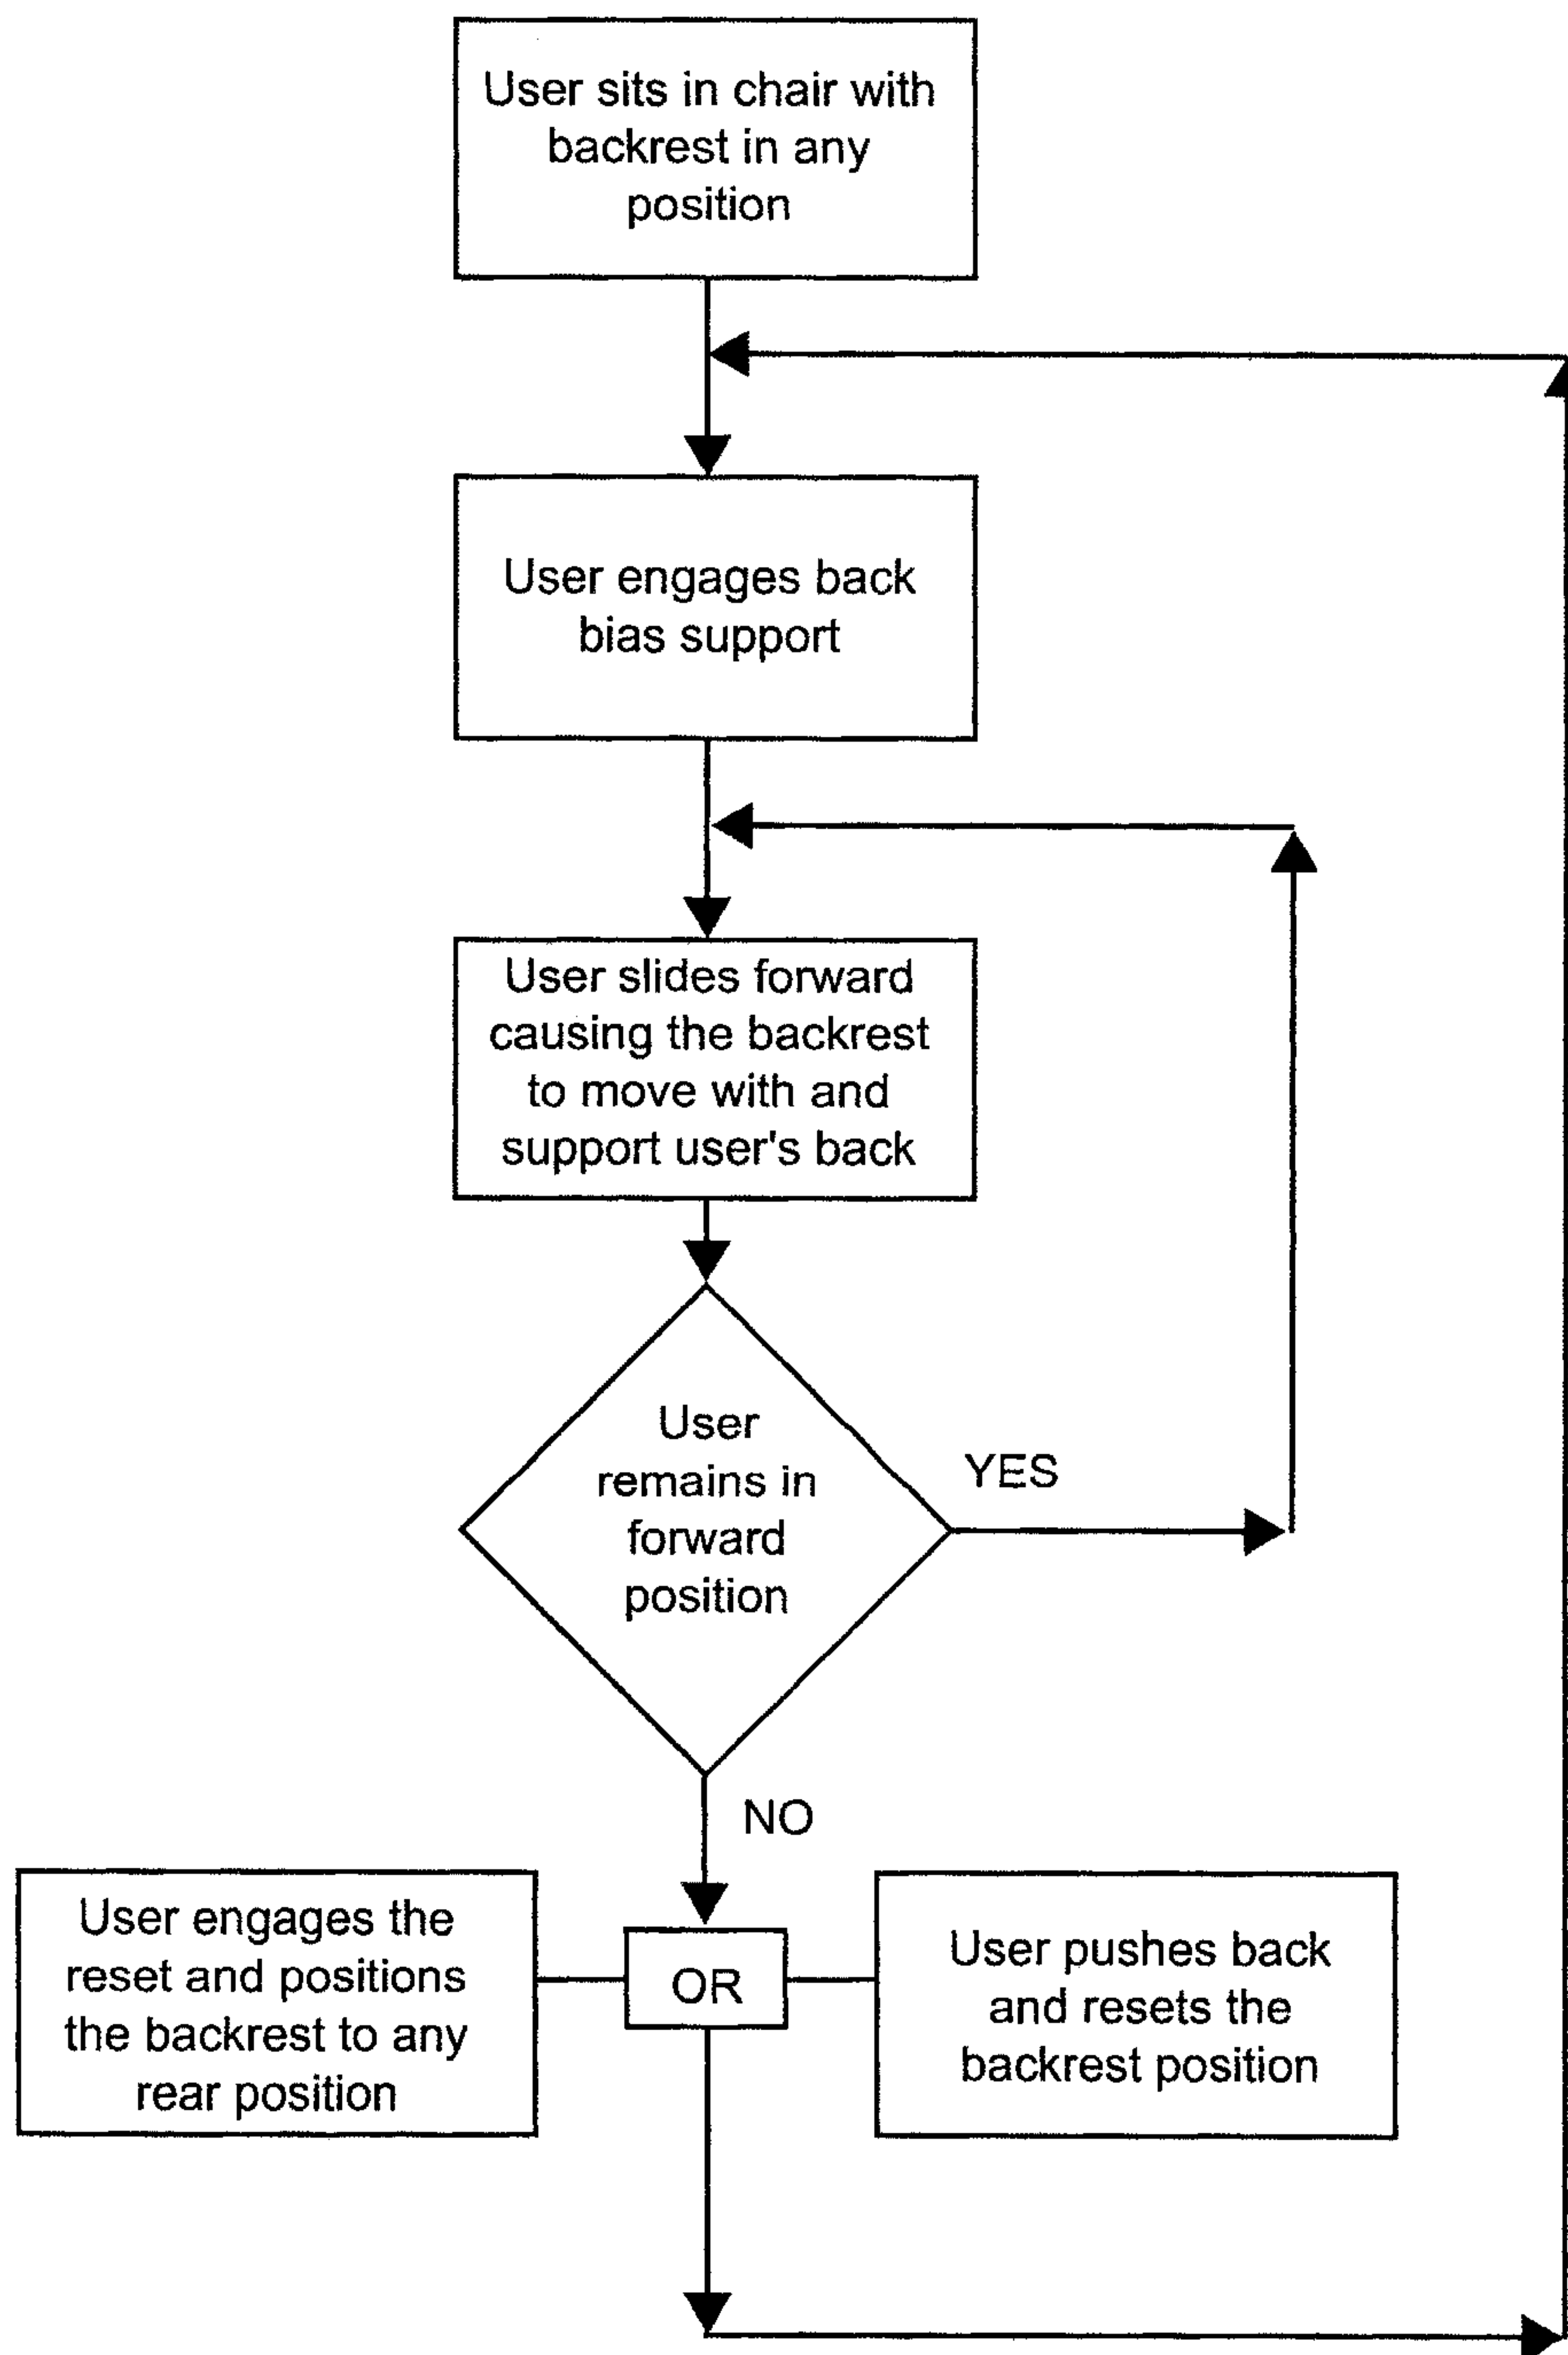 User sits in chair with
backrest in any
position
User engages back
bias support
User slides forward
causing the backrest
to move with and
support user's back
User
remains in
forward
position
YES
NO
User engages the
reset and positions
the backrest to any
rear position
OR
User pushes back
and resets the
backrest position